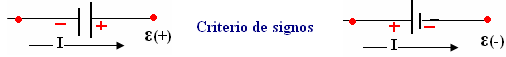 − + I ε(+)
Criterio de signos
+ − I ε(-)